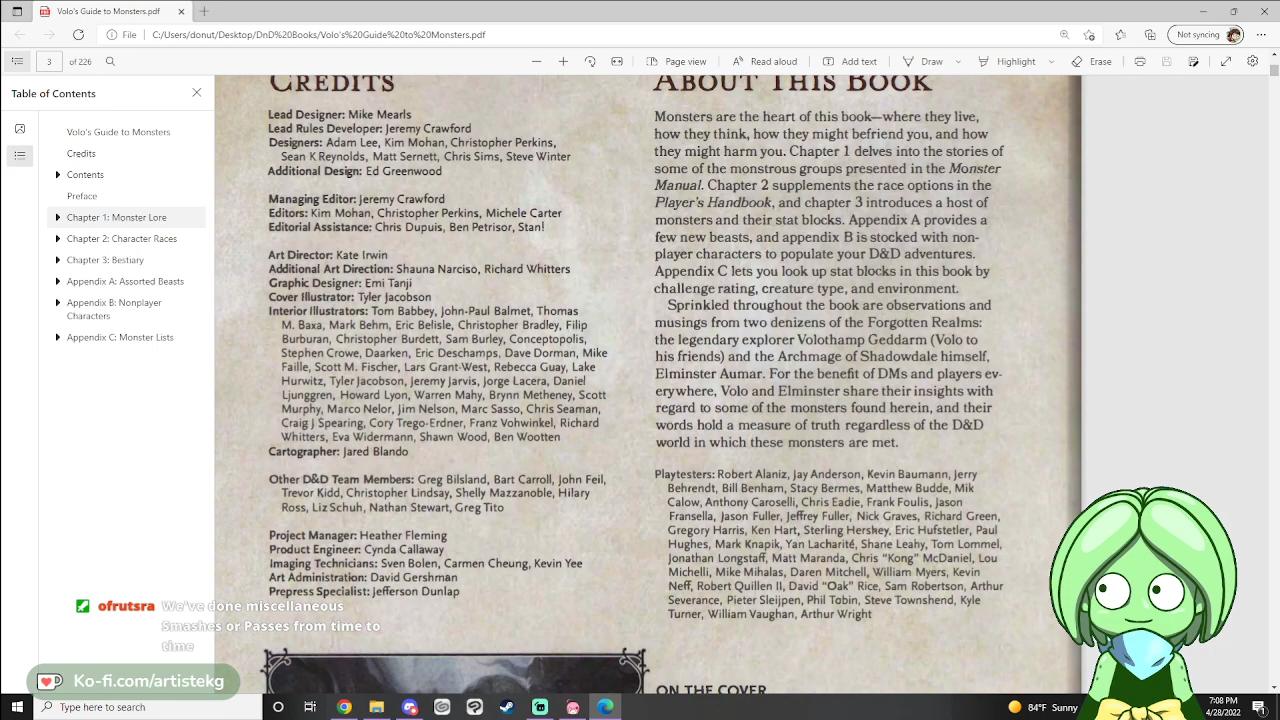 Volo's Guide to Monsters.pdf
File
C:/Users/donut/Desktop/DnD%20Books/Volo's%20Guide%20to%20Monsters.pdf
Not syncing
3 of 226
Page view
Read aloud
Add text
Draw
Highlight
Erase
Table of Contents
Volo's Guide to Monsters
Credits
Contents
Preface
Chapter 1: Monster Lore
Chapter 2: Character Races
Chapter 3: Bestiary
Appendix A: Assorted Beasts
Appendix B: Nonplayer
Characters
Appendix C: Monster Lists
CREDITS
Lead Designer: Mike Mearls
Lead Rules Developer: Jeremy Crawford
Designers: Adam Lee, Kim Mohan, Christopher Perkins,
Sean K Reynolds, Matt Sernett, Chris Sims, Steve Winter
Additional Design: Ed Greenwood
Managing Editor: Jeremy Crawford
Editors: Kim Mohan, Christopher Perkins, Michele Carter
Editorial Assistance: Chris Dupuis, Ben Petrisor, Stan!
Art Director: Kate Irwin
Additional Art Direction: Shauna Narciso, Richard Whitters
Graphic Designer: Emi Tanji
Cover Illustrator: Tyler Jacobson
Interior Illustrators: Tom Babbey, John-Paul Balmet, Thomas
M. Baxa, Mark Behm, Eric Belisle, Christopher Bradley, Filip
Burburan, Christopher Burdett, Sam Burley, Conceptopolis,
Stephen Crowe, Daarken, Eric Deschamps, Dave Dorman, Mike
Faille, Scott M. Fischer, Lars Grant-West, Rebecca Guay, Lake
Hurwitz, Tyler Jacobson, Jeremy Jarvis, Jorge Lacera, Daniel
Ljunggren, Howard Lyon, Warren Mahy, Brynn Metheney, Scott
Murphy, Marco Nelor, Jim Nelson, Marc Sasso, Chris Seaman,
Craig J Spearing, Cory Trego-Erdner, Franz Vohwinkel, Richard
Whitters, Eva Widermann, Shawn Wood, Ben Wootten
Cartographer: Jared Blando
Other D&D Team Members: Greg Bilsland, Bart Carroll, John Feil,
Trevor Kidd, Christopher Lindsay, Shelly Mazzanoble, Hilary
Ross, Liz Schuh, Nathan Stewart, Greg Tito
Project Manager: Heather Fleming
Product Engineer: Cynda Callaway
Imaging Technicians: Sven Bolen, Carmen Cheung, Kevin Yee
Art Administration: David Gershman
Prepress Specialist: Jefferson Dunlap
ABOUT THIS BOOK
Monsters are the heart of this book—where they live,
how they think, how they might befriend you, and how
they might harm you. Chapter 1 delves into the stories of
some of the monstrous groups presented in the Monster
Manual. Chapter 2 supplements the race options in the
Player's Handbook, and chapter 3 introduces a host of
monsters and their stat blocks. Appendix A provides a
few new beasts, and appendix B is stocked with non-
player characters to populate your D&D adventures.
Appendix C lets you look up stat blocks in this book by
challenge rating, creature type, and environment.
Sprinkled throughout the book are observations and
musings from two denizens of the Forgotten Realms:
the legendary explorer Volothamp Geddarm (Volo to
his friends) and the Archmage of Shadowdale himself,
Elminster Aumar. For the benefit of DMs and players ev-
erywhere, Volo and Elminster share their insights with
regard to some of the monsters found herein, and their
words hold a measure of truth regardless of the D&D
world in which these monsters are met.
Playtesters: Robert Alaniz, Jay Anderson, Kevin Baumann, Jerry
Behrendt, Bill Benham, Stacy Bermes, Matthew Budde, Mik
Calow, Anthony Caroselli, Chris Eadie, Frank Foulis, Jason
Fransella, Jason Fuller, Jeffrey Fuller, Nick Graves, Richard Green,
Gregory Harris, Ken Hart, Sterling Herskey, Eric Hufstetler, Paul
Hughes, Mark Knapik, Yan Lacharité, Shane Leahy, Tom Lommel,
Jonathan Longstaff, Matt Maranda, Chris “Kong” McDaniel, Lou
Michelli, Mike Mihalas, Daren Mitchell, William Myers, Kevin
Neff, Robert Quillen II, David “Oak” Rice, Sam Robertson, Arthur
Severance, Pieter Sleijpen, Phil Tobin, Steve Townshend, Kyle
Turner, William Vaughan, Arthur Wright
ON THE COVER
ofrutsra We've done miscellaneous
Smashes or Passes from time to
time
Ko-fi.com/artistekg
Type here to search
84°F Sunny
7:08 PM
4/28/2022